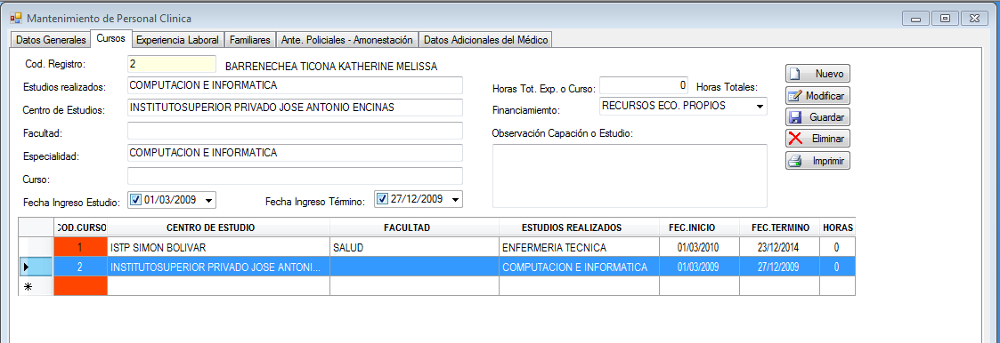 Mantenimiento de Personal Clinica
Datos Generales Cursos Experiencia Laboral Familiares Ante. Policiales - Amonestación Datos Adicionales del Médico
Cod. Registro: 2 BARRENECHEA TICONA KATHERINE MELISSA
Estudios realizados: COMPUTACION E INFORMATICA
Centro de Estudios: INSTITUTOSUPERIOR PRIVADO JOSE ANTONIO ENCINAS
Facultad:
Especialidad: COMPUTACION E INFORMATICA
Curso:
Fecha Ingreso Estudio: 01/03/2009 Fecha Ingreso Término: 27/12/2009
Horas Tot. Exp. o Curso: 0 Horas Totales:
Financiamiemto: RECURSOS ECO. PROPIOS
Observación Capación o Estudio:
Nuevo
Modificar
Guardar
Eliminar
Imprimir
COD.CURSO CENTRO DE ESTUDIO FACULTAD ESTUDIOS REALIZADOS FEC.INICIO FEC.TERMINO HORAS
1 ISTP SIMON BOLIVAR SALUD ENFERMERIA TECNICA 01/03/2010 23/12/2014 0
2 INSTITUTOSUPERIOR PRIVADO JOSE ANTONI... COMPUTACION E INFORMATICA 01/03/2009 27/12/2009 0